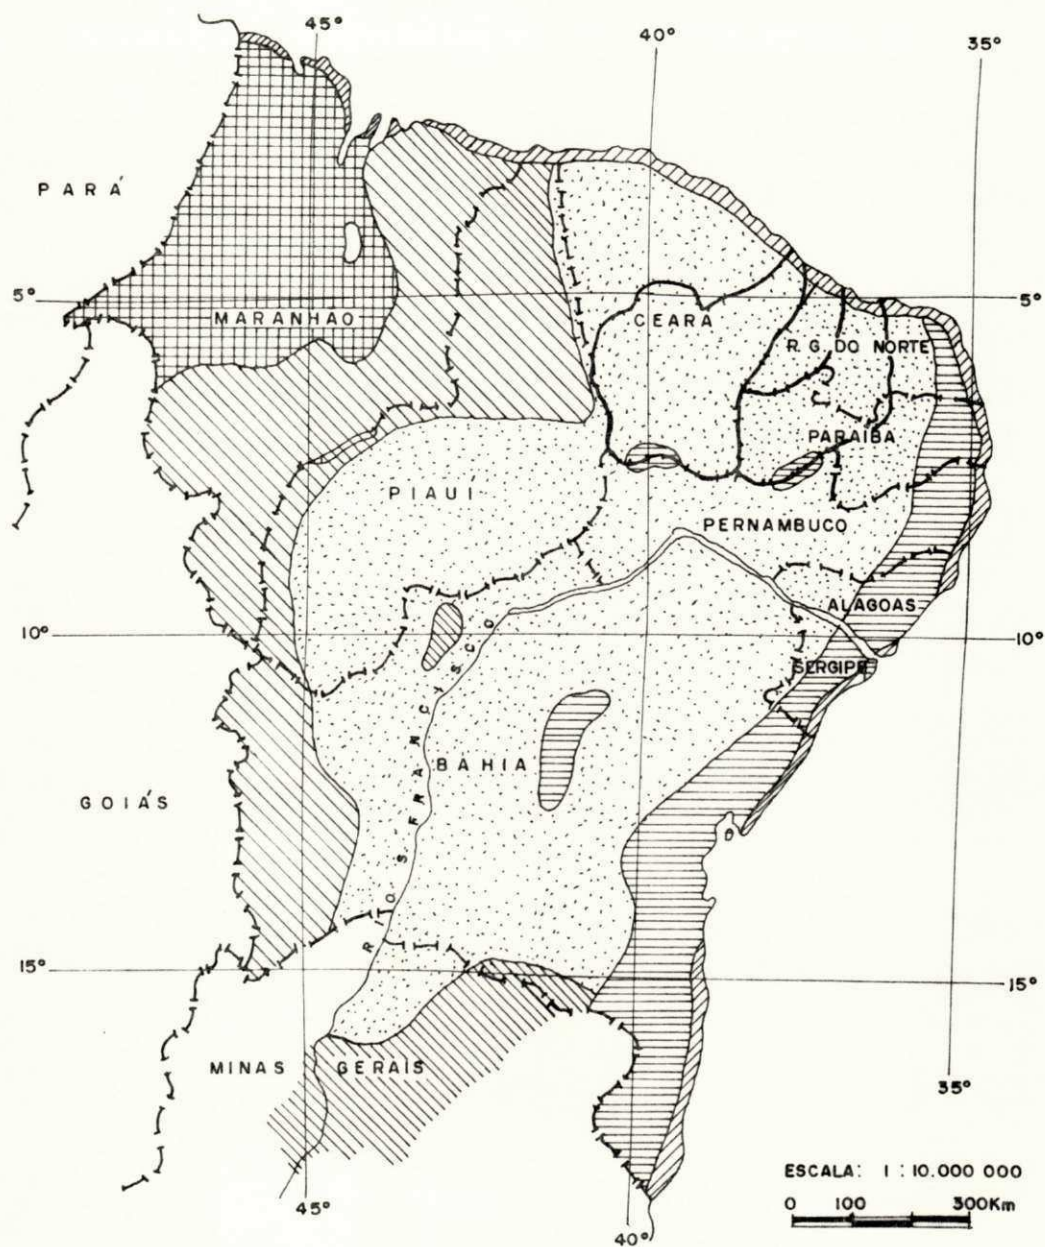 45°
40°
35°
PARÁ
5°
MARANHÃO
CEARÁ
5°
R. G. DO NORTE
PARAÍBA
PIAUÍ
PERNAMBUCO
ALAGOAS
10°
10°
SERGIPE
RIO S FRANCISCO
BAHIA
GOIÁS
15°
15°
MINAS GERAIS
35°
ESCALA: 1 : 10.000 000
0 100 300Km
45°
40°